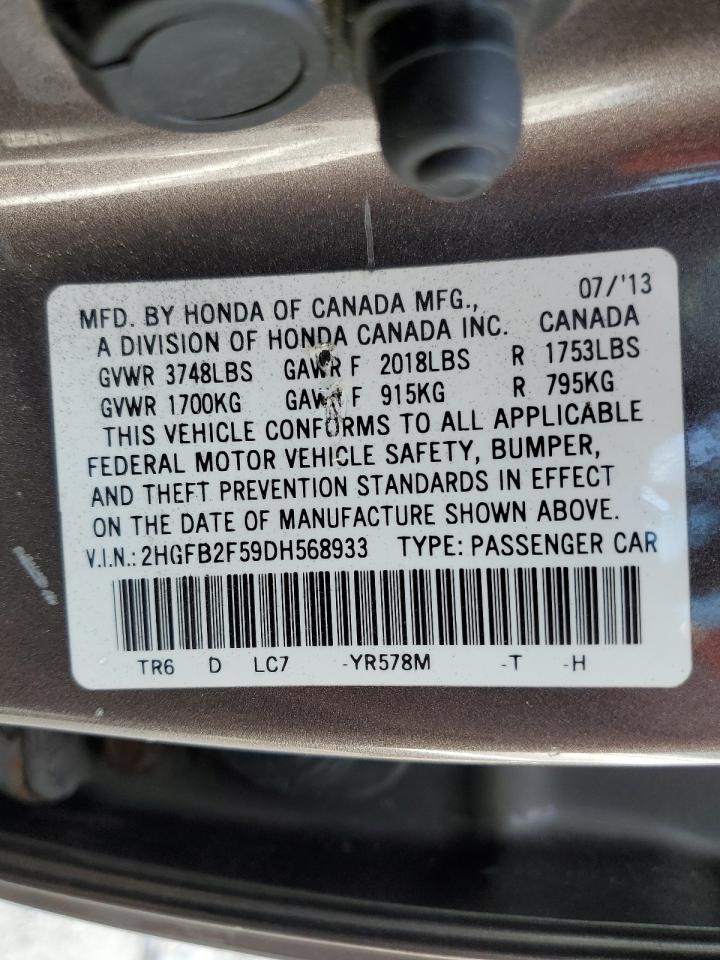 MFD. BY HONDA OF CANADA MFG., 07/'13
A DIVISION OF HONDA CANADA INC. CANADA
GVWR 3748LBS GAWR F 2018LBS R 1753LBS
GVWR 1700KG GAWR F 915KG R 795KG
THIS VEHICLE CONFORMS TO ALL APPLICABLE
FEDERAL MOTOR VEHICLE SAFETY, BUMPER,
AND THEFT PREVENTION STANDARDS IN EFFECT
ON THE DATE OF MANUFACTURE SHOWN ABOVE.
V.I.N.: 2HGFB2F59DH568933 TYPE: PASSENGER CAR
TR6 D LC7 -YR578M -T -H